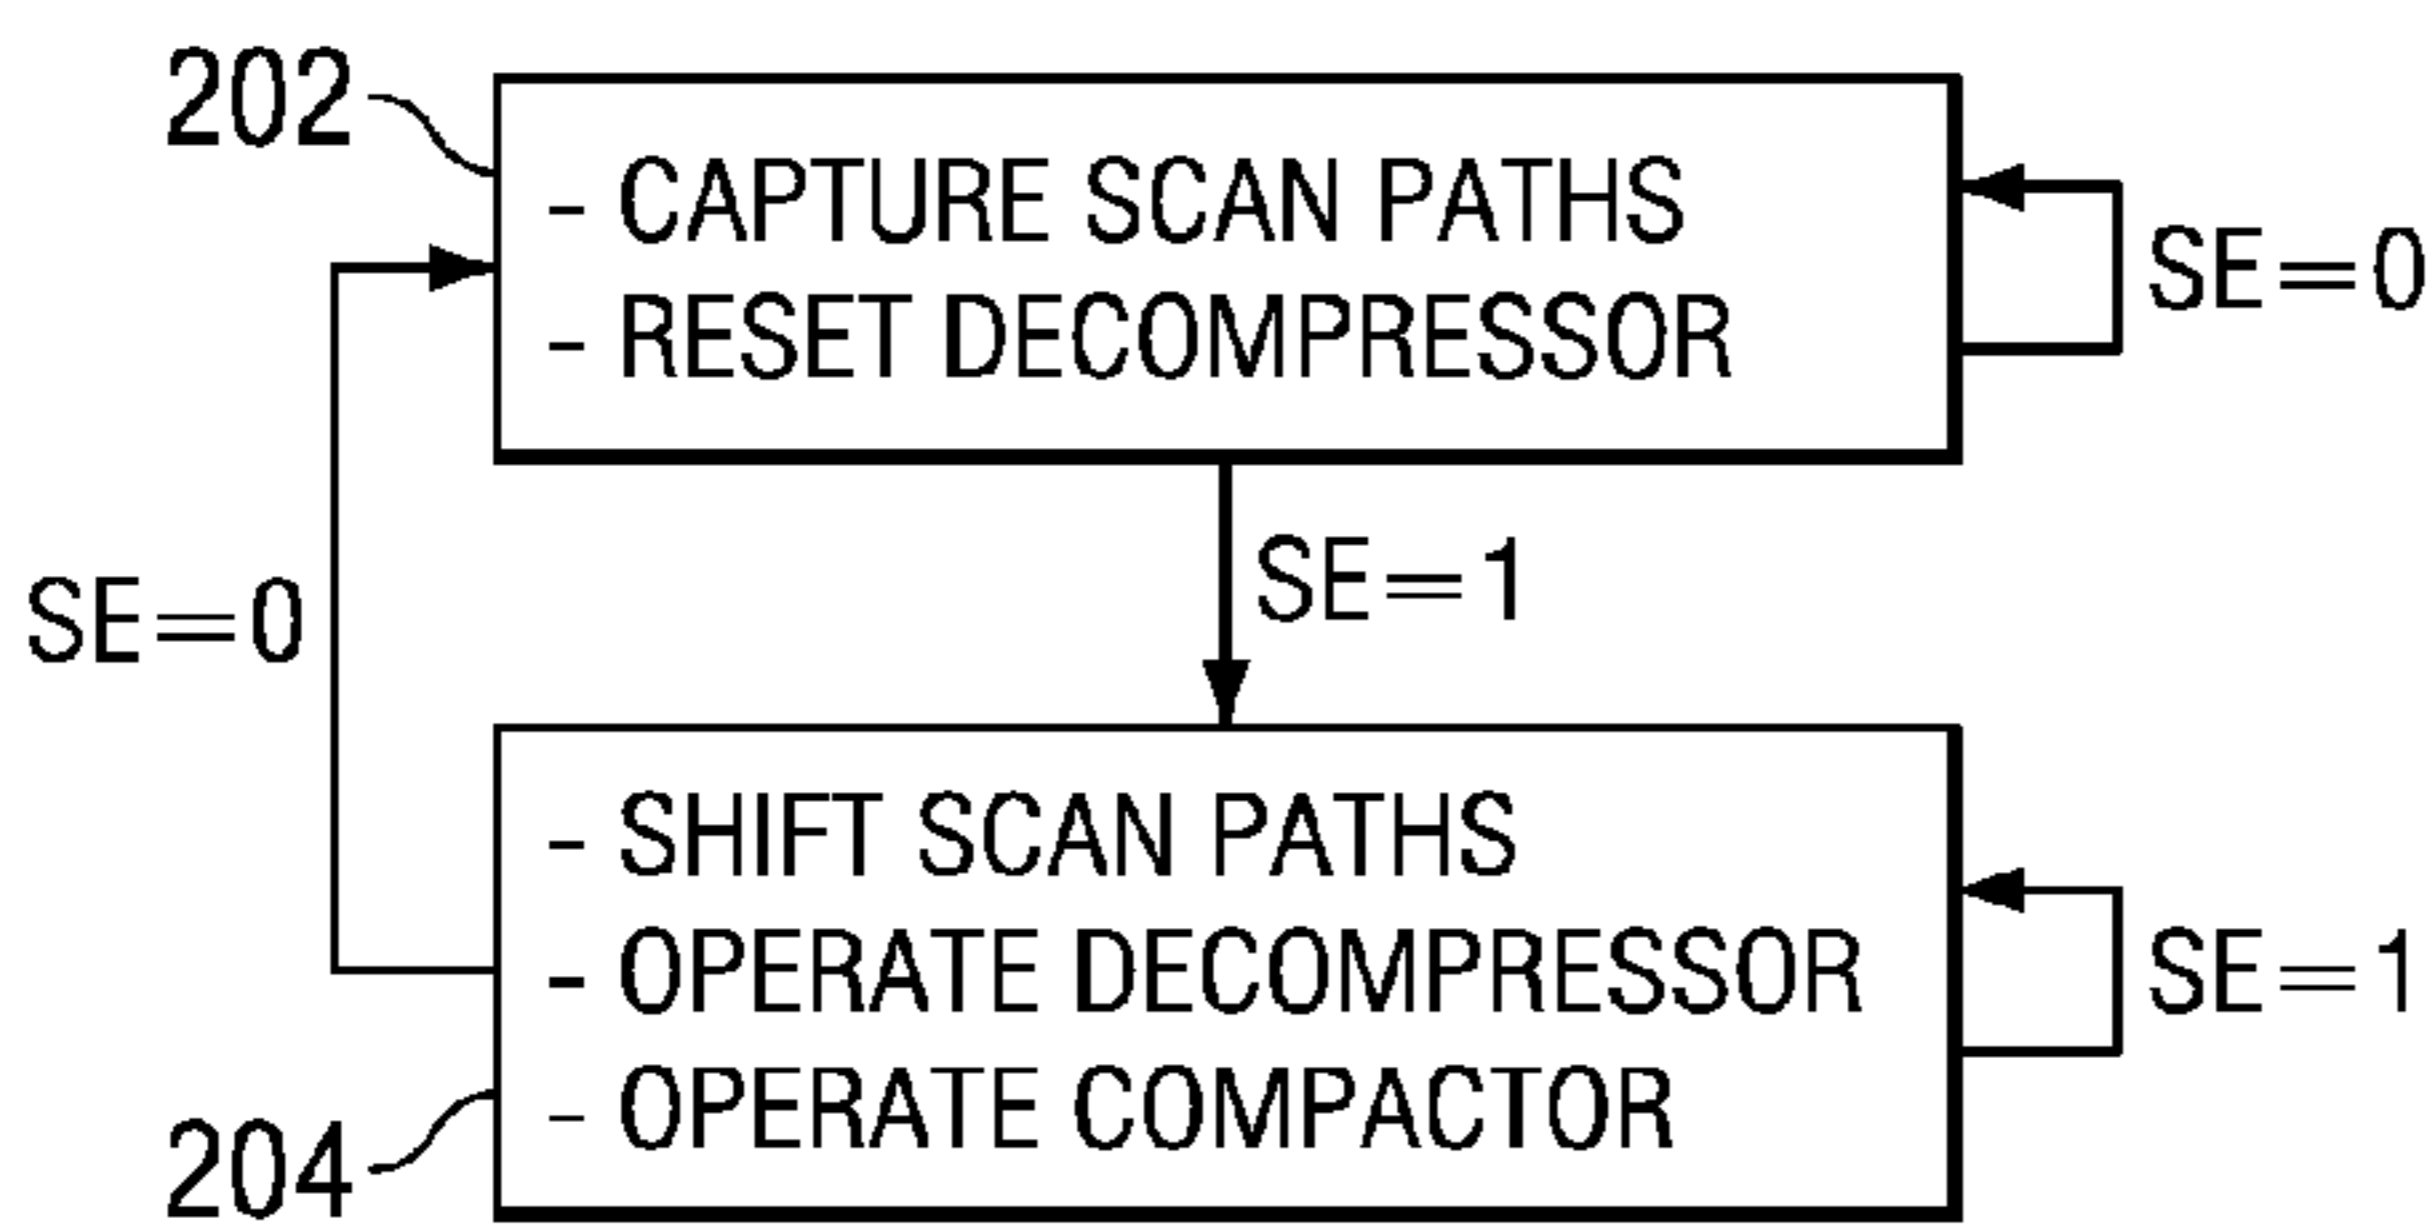 202
- CAPTURE SCAN PATHS
- RESET DECOMPRESSOR
SE=0
SE=0
SE=1
- SHIFT SCAN PATHS
- OPERATE DECOMPRESSOR
- OPERATE COMPACTOR
SE=1
204